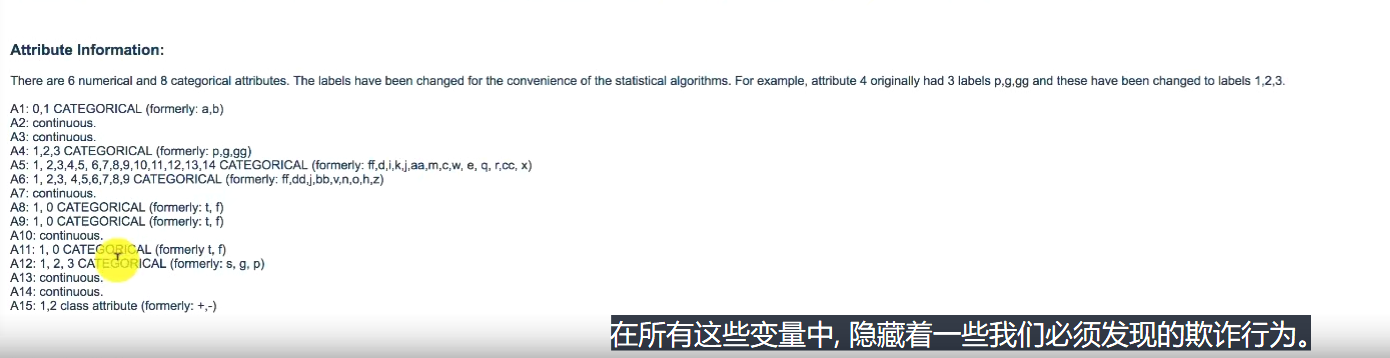 Attribute Information:
There are 6 numerical and 8 categorical attributes. The labels have been changed for the convenience of the statistical algorithms. For example, attribute 4 originally had 3 labels p,g,gg and these have been changed to labels 1,2,3.
A1: 0,1 CATEGORICAL (formerly: a,b)
A2: continuous.
A3: continuous.
A4: 1,2,3 CATEGORICAL (formerly: p,g,gg)
A5: 1, 2,3,4,5, 6,7,8,9,10,11,12,13,14 CATEGORICAL (formerly: ff,d,i,k,j,aa,m,c,w, e, q, r,cc, x)
A6: 1, 2,3, 4,5,6,7,8,9 CATEGORICAL (formerly: ff,dd,j,bb,v,n,o,h,z)
A7: continuous.
A8: 1, 0 CATEGORICAL (formerly: t, f)
A9: 1, 0 CATEGORICAL (formerly: t, f)
A10: continuous.
A11: 1, 0 CATEGORICAL (formerly t, f)
A12: 1, 2, 3 CATEGORICAL (formerly: s, g, p)
A13: continuous.
A14: continuous.
A15: 1,2 class attribute (formerly: +,-)
在所有这些变量中, 隐藏着一些我们必须发现的欺诈行为。